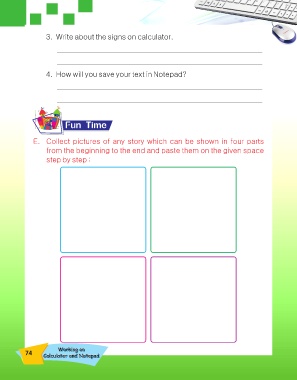 3. Write about the signs on calculator.
4. How will you save your text in Notepad?
Fun Time
E. Collect pictures of any story which can be shown in four parts
from the beginning to the end and paste them on the given space
step by step :
74
Working on
Calculator and Notepad